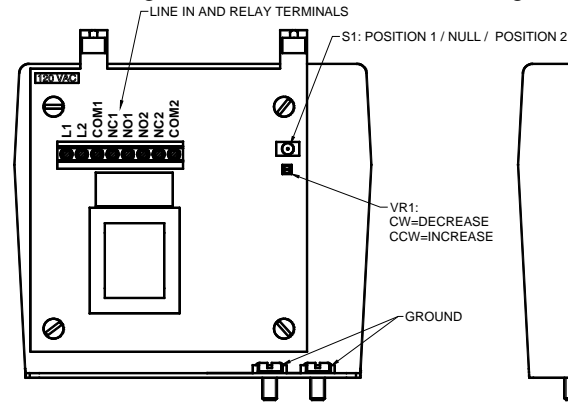 LINE IN AND RELAY TERMINALS
S1: POSITION 1 / NULL / POSITION 2
120 VAC
L1
L2
COM1
NC1
NO1
NO2
NC2
COM2
VR1:
CW=DECREASE
CCW=INCREASE
GROUND